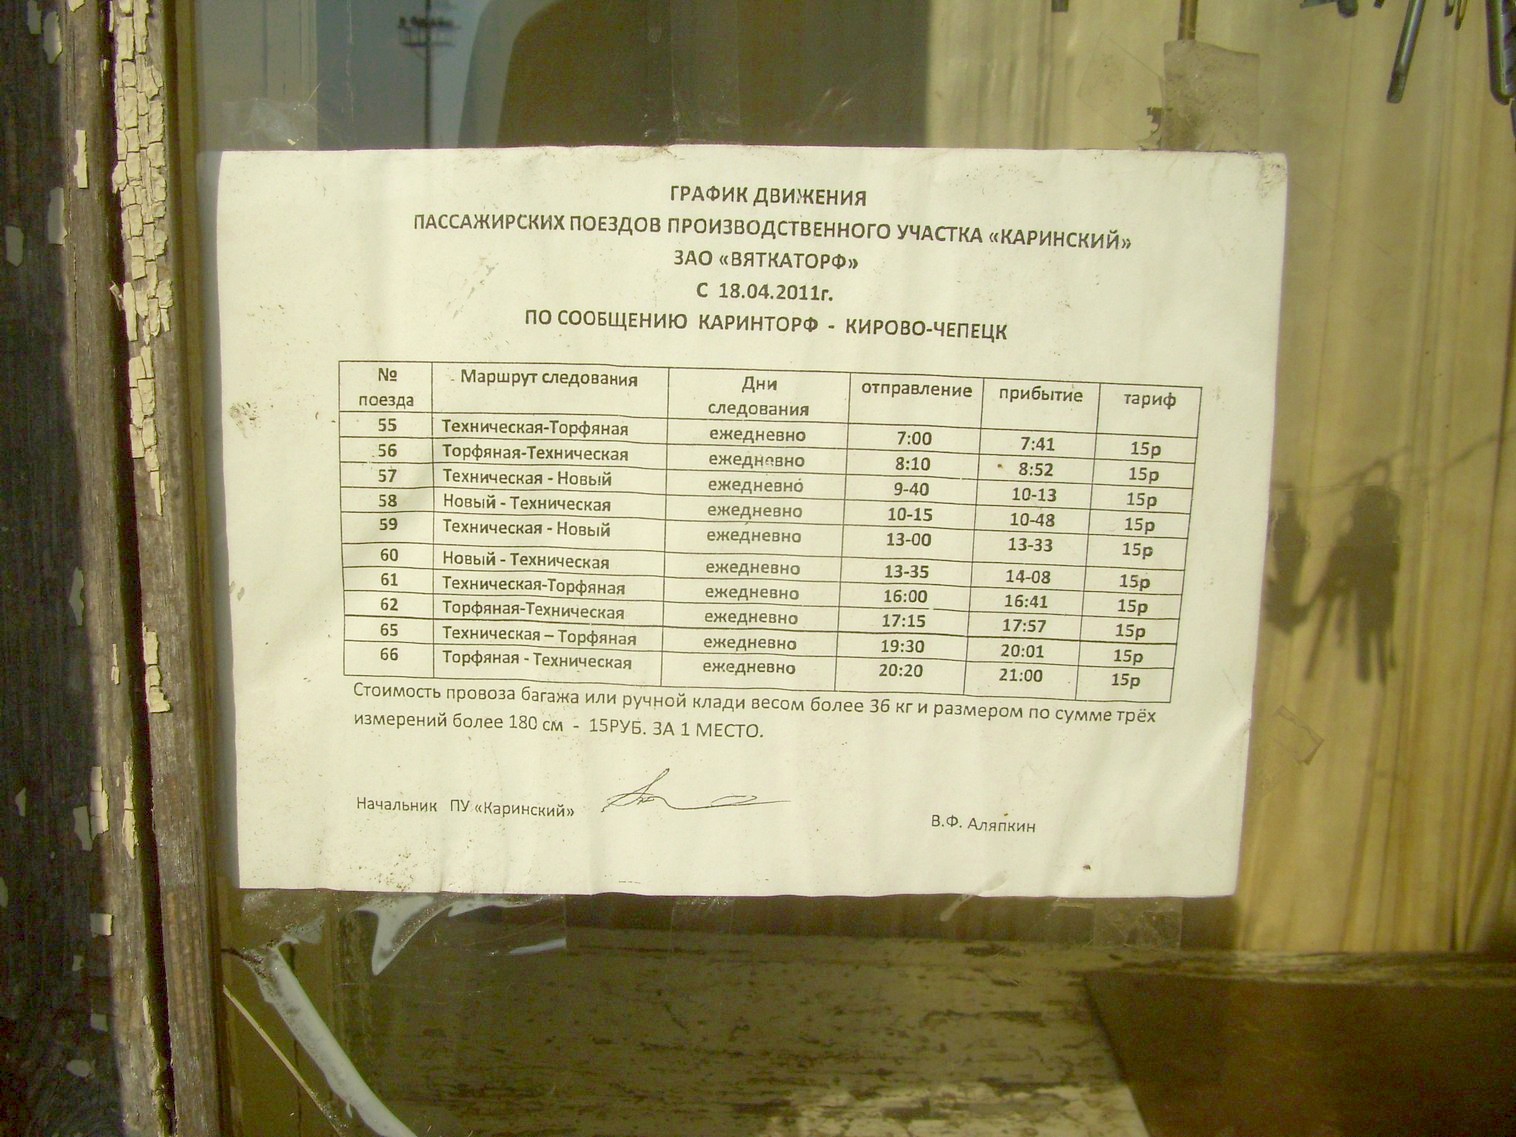 ГРАФИК ДВИЖЕНИЯ
ПАССАЖИРСКИХ ПОЕЗДОВ ПРОИЗВОДСТВЕННОГО УЧАСТКА «КАРИНСКИЙ»
ЗАО «ВЯТКАТОРФ»
С 18.04.2011г.
ПО СООБЩЕНИЮ КАРИНТОРФ - КИРОВО-ЧЕПЕЦК
№ поезда Маршрут следования Дни следования отправление прибытие тариф
55 Техническая-Торфяная ежедневно 7:00 7:41 15р
56 Торфяная-Техническая ежедневно 8:10 8:52 15р
57 Техническая - Новый ежедневно 9-40 10-13 15р
58 Новый - Техническая ежедневно 10-15 10-48 15р
59 Техническая - Новый ежедневно 13-00 13-33 15р
60 Новый - Техническая ежедневно 13-35 14-08 15р
61 Техническая-Торфяная ежедневно 16:00 16:41 15р
62 Торфяная-Техническая ежедневно 17:15 17:57 15р
65 Техническая – Торфяная ежедневно 19:30 20:01 15р
66 Торфяная - Техническая ежедневно 20:20 21:00 15р
Стоимость провоза багажа или ручной клади весом более 36 кг и размером по сумме трёх
измерений более 180 см - 15РУБ. ЗА 1 МЕСТО.
Начальник ПУ «Каринский» В.Ф. Аляпкин